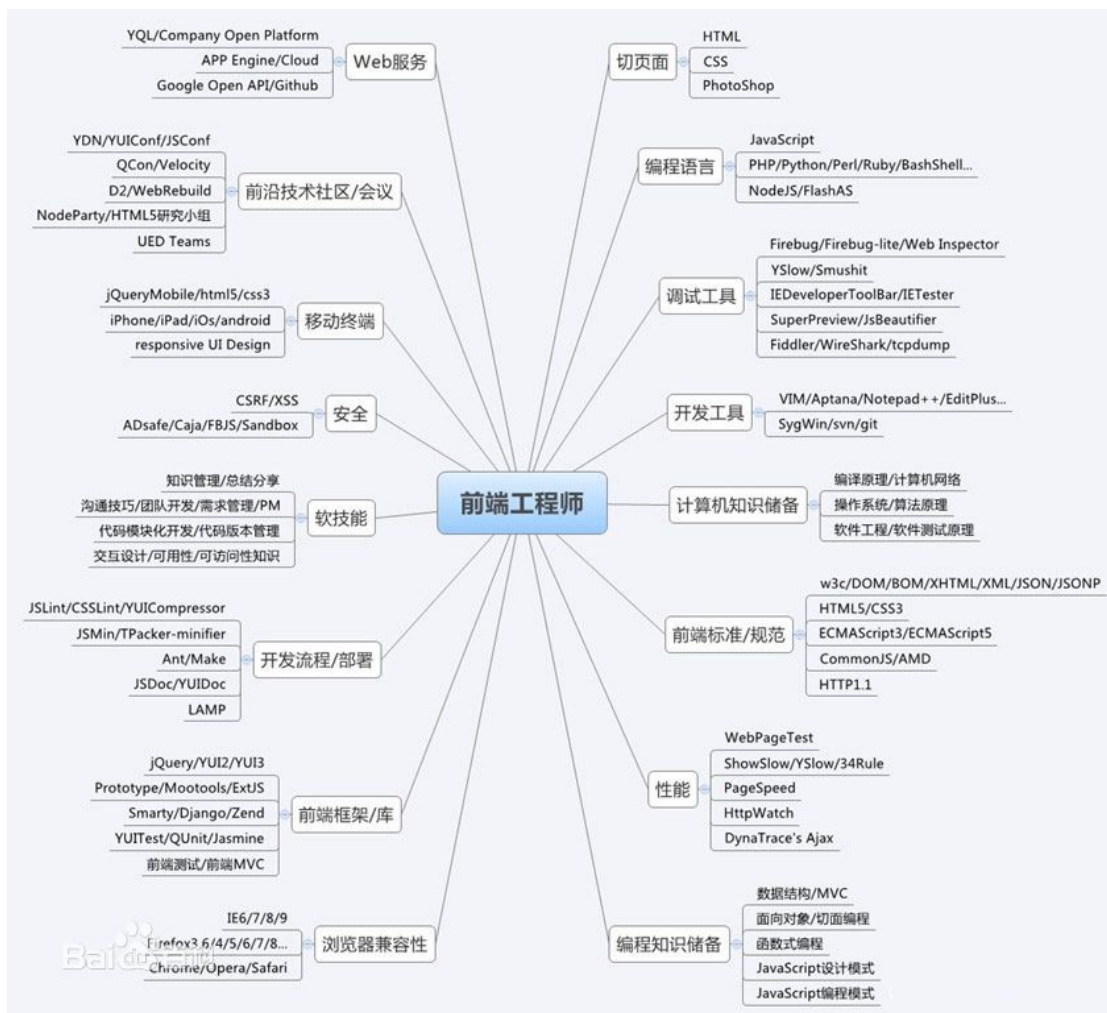 前端工程师
Web服务
YQL/Company Open Platform
APP Engine/Cloud
Google Open API/Github
前沿技术社区/会议
YDN/YUIConf/JSConf
QCon/Velocity
D2/WebRebuild
NodeParty/HTML5研究小组
UED Teams
移动终端
jQueryMobile/html5/css3
iPhone/iPad/iOs/android
responsive UI Design
安全
CSRF/XSS
ADsafe/Caja/FBJS/Sandbox
软技能
知识管理/总结分享
沟通技巧/团队开发/需求管理/PM
代码模块化开发/代码版本管理
交互设计/可用性/可访问性知识
开发流程/部署
JSLint/CSSLint/YUICompressor
JSMin/TPacker-minifier
Ant/Make
JSDoc/YUIDoc
LAMP
前端框架/库
jQuery/YUI2/YUI3
Prototype/Mootools/ExtJS
Smarty/Django/Zend
YUITest/QUnit/Jasmine
前端测试/前端MVC
浏览器兼容性
IE6/7/8/9
Firefox3.6/4/5/6/7/8...
Chrome/Opera/Safari
切页面
HTML
CSS
PhotoShop
编程语言
JavaScript
PHP/Python/Perl/Ruby/BashShell...
NodeJS/FlashAS
调试工具
Firebug/Firebug-lite/Web Inspector
YSlow/Smushit
IEDeveloperToolBar/IETester
SuperPreview/JsBeautifier
Fiddler/WireShark/tcpdump
开发工具
VIM/Aptana/Notepad++/EditPlus...
SygWin/svn/git
计算机知识储备
编译原理/计算机网络
操作系统/算法原理
软件工程/软件测试原理
前端标准/规范
w3c/DOM/BOM/XHTML/XML/JSON/JSONP
HTML5/CSS3
ECMAScript3/ECMAScript5
CommonJS/AMD
HTTP1.1
性能
WebPageTest
ShowSlow/YSlow/34Rule
PageSpeed
HttpWatch
DynaTrace's Ajax
编程知识储备
数据结构/MVC
面向对象/切面编程
函数式编程
JavaScript设计模式
JavaScript编程模式
Bai百科